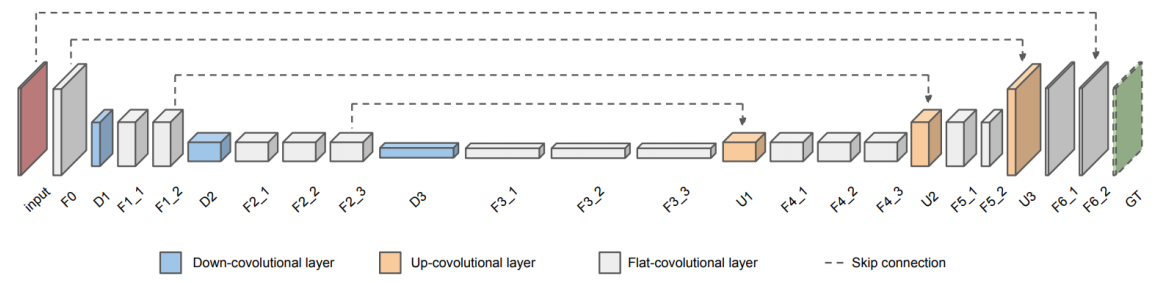 input F0 D1 F1_1 F1_2 D2 F2_1 F2_2 F2_3 D3 F3_1 F3_2 F3_3 U1 F4_1 F4_2 F4_3 U2 F5_1 F5_2 U3 F6_1 F6_2 GT
Down-covolutional layer Up-covolutional layer Flat-covolutional layer Skip connection